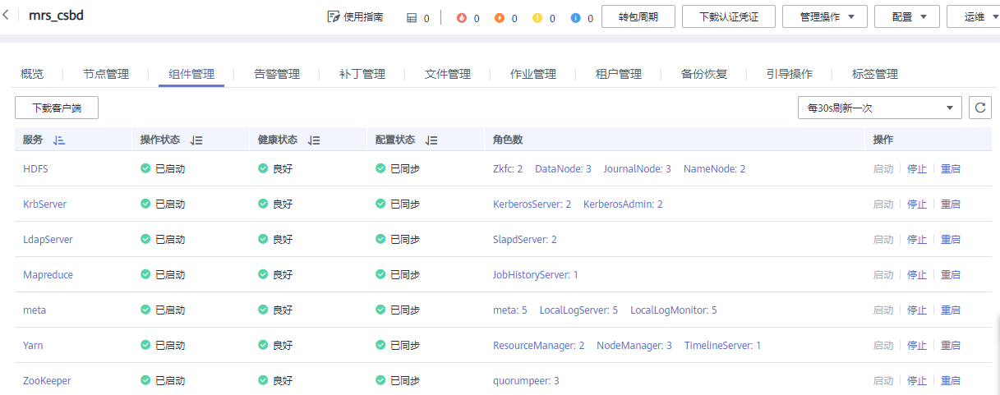 mrs_csbd
使用指南 0 0 0 0 0 转包周期 下载认证凭证 管理操作 配置 运维
概览 节点管理 组件管理 告警管理 补丁管理 文件管理 作业管理 租户管理 备份恢复 引导操作 标签管理
下载客户端 每30s刷新一次
服务 操作状态 健康状态 配置状态 角色数 操作
HDFS 已启动 良好 已同步 Zkfc: 2 DataNode: 3 JournalNode: 3 NameNode: 2 启动 停止 重启
KrbServer 已启动 良好 已同步 KerberosServer: 2 KerberosAdmin: 2 启动 停止 重启
LdapServer 已启动 良好 已同步 SlapdServer: 2 启动 停止 重启
Mapreduce 已启动 良好 已同步 JobHistoryServer: 1 启动 停止 重启
meta 已启动 良好 已同步 meta: 5 LocalLogServer: 5 LocalLogMonitor: 5 启动 停止 重启
Yarn 已启动 良好 已同步 ResourceManager: 2 NodeManager: 3 TimelineServer: 1 启动 停止 重启
ZooKeeper 已启动 良好 已同步 quorumpeer: 3 启动 停止 重启